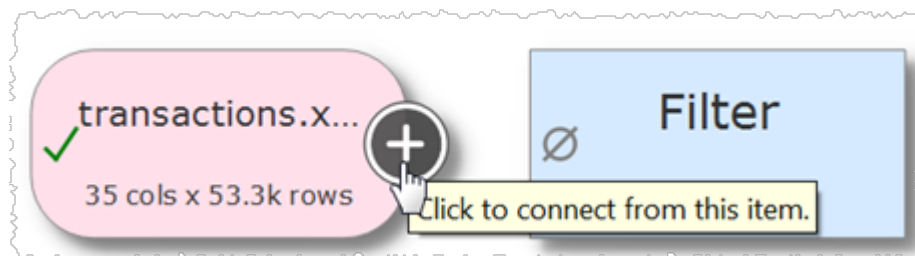 transactions.x...
35 cols x 53.3k rows
Filter
Click to connect from this item.